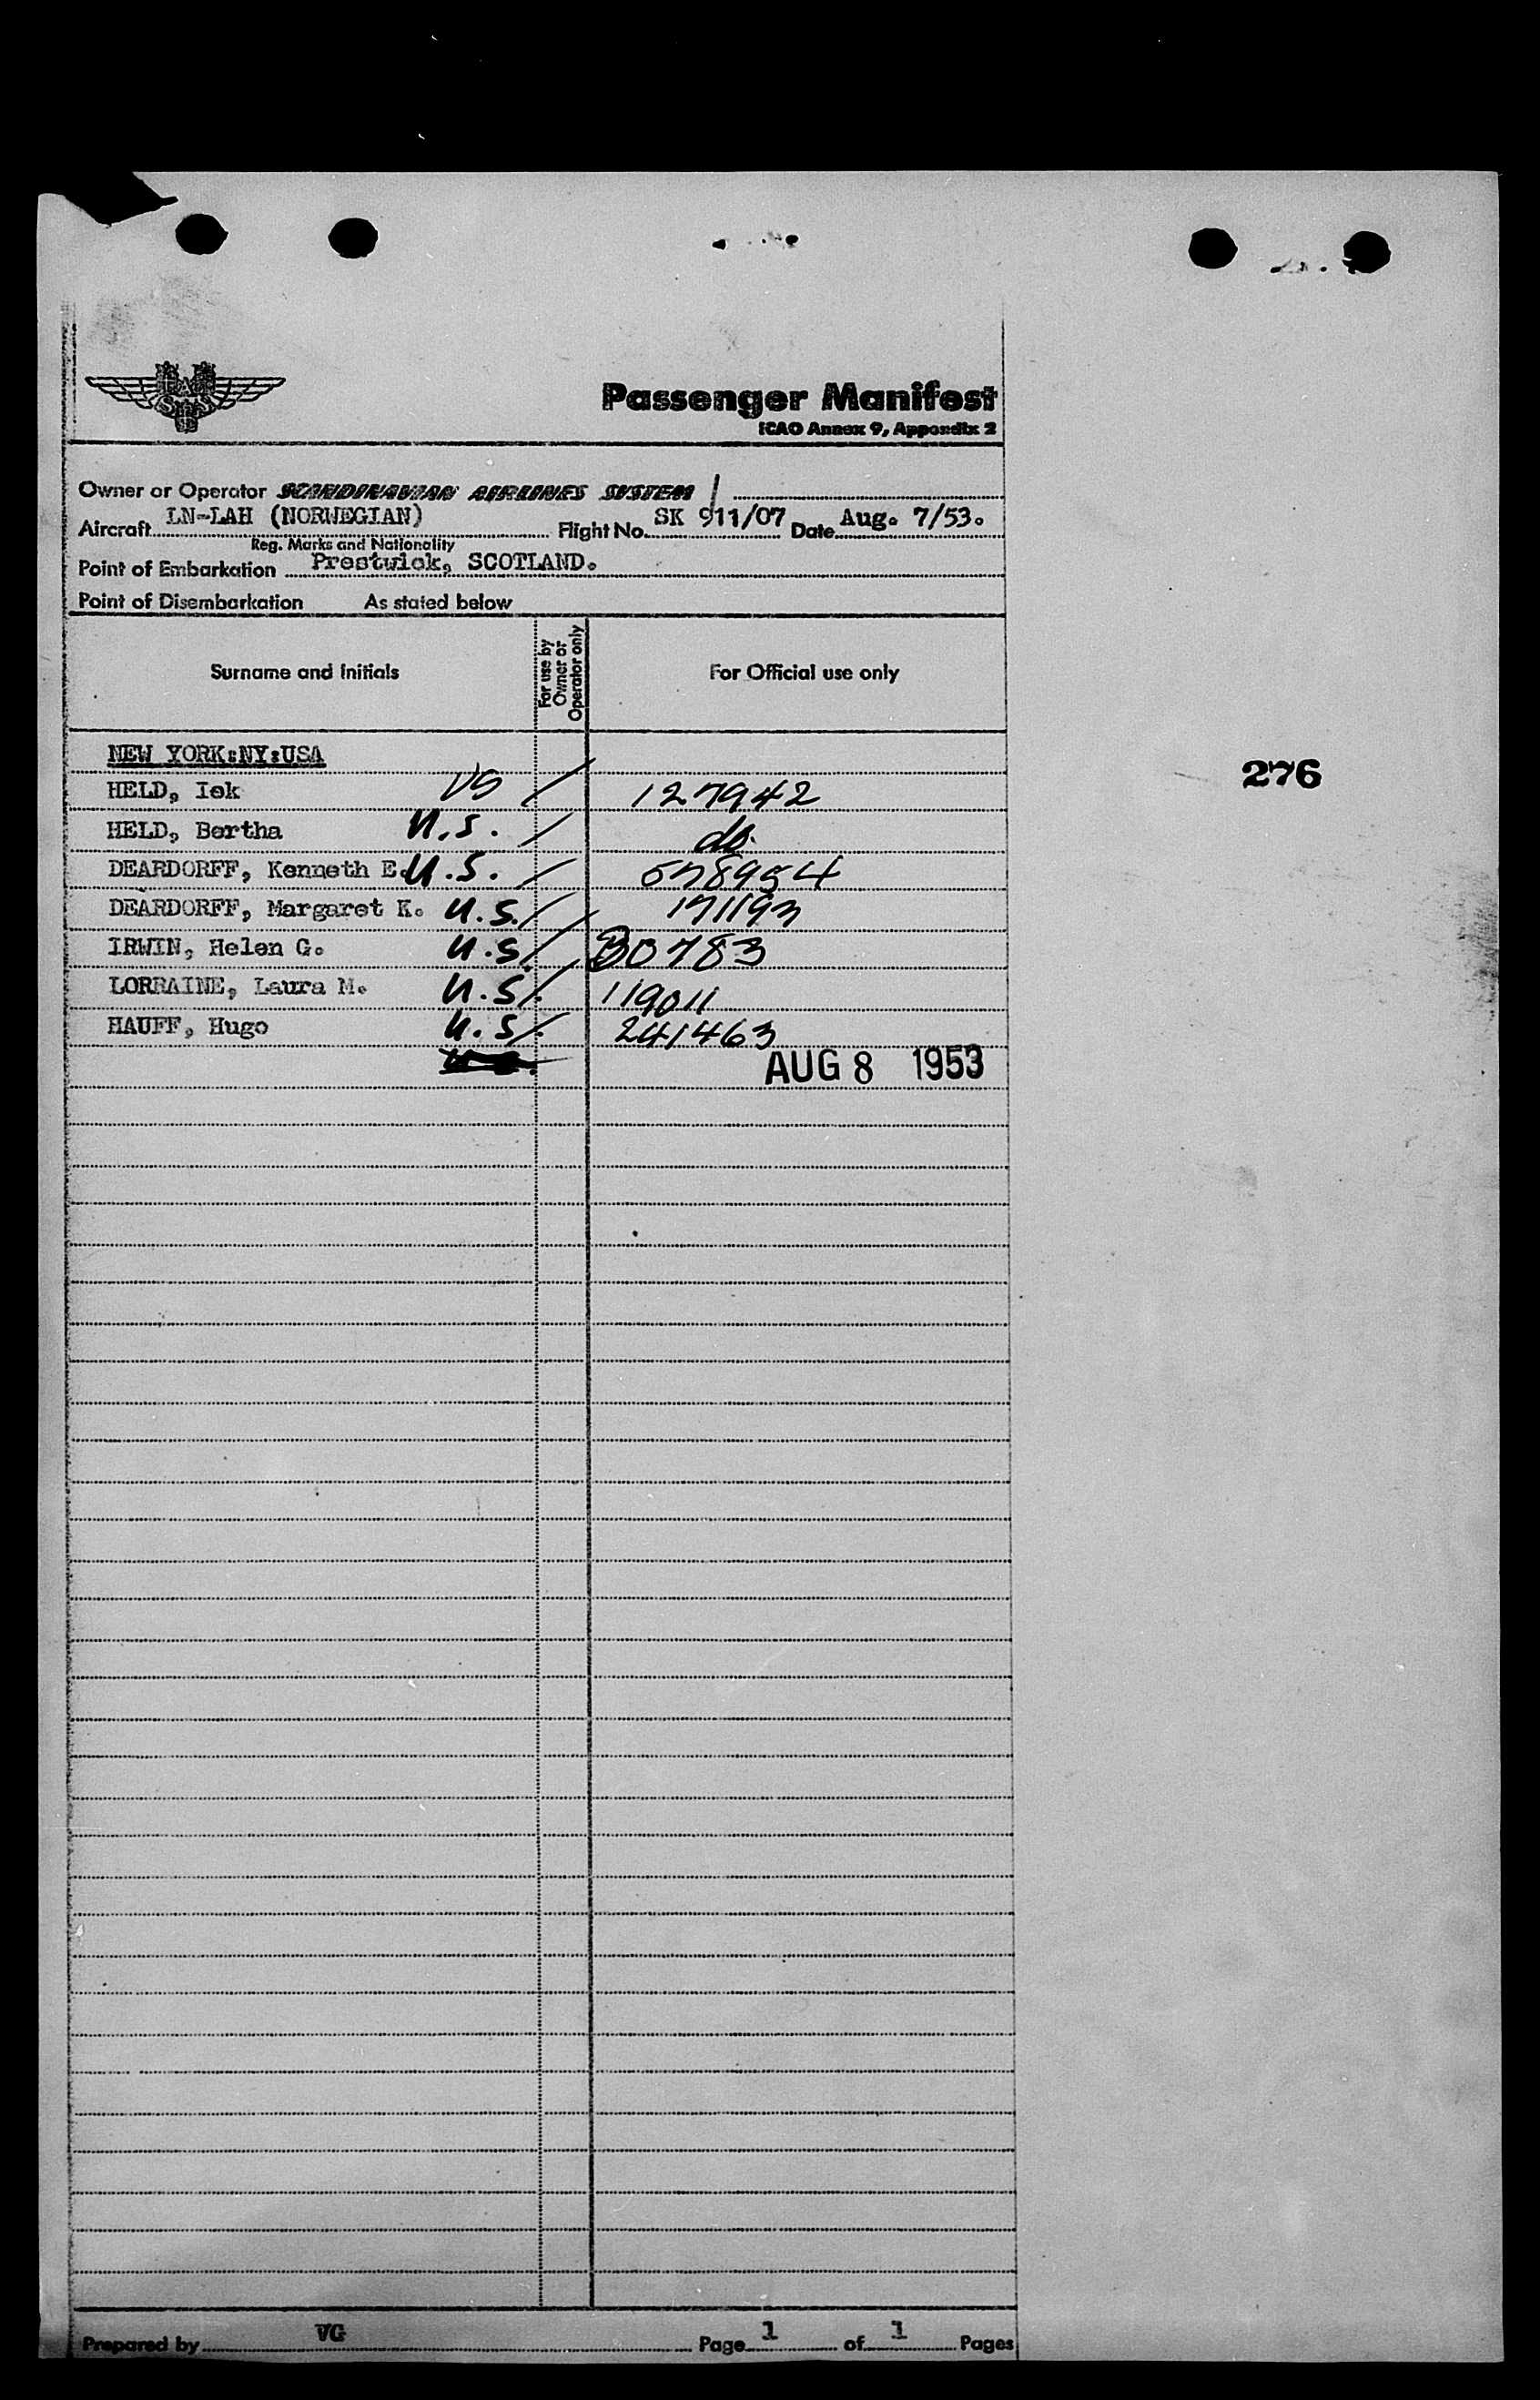 Passenger Manifest
ICAO Annex 9, Appendix 2
Owner or Operator SCANDINAVIAN AIRLINES SYSTEM
Aircraft LN-LAH (NORWEGIAN) Flight No. SK 911/07 Date Aug. 7/53.
Reg. Marks and Nationality
Point of Embarkation Prestwick, SCOTLAND.
Point of Disembarkation As stated below
Surname and Initials For use by Owner or Operator only For Official use only
NEW YORK:NY:USA
276
HELD, Iek US 127942
HELD, Bertha U.S. do.
DEARDORFF, Kenneth E. U.S. 578954
DEARDORFF, Margaret K. U.S. 171193
IRWIN, Helen G. U.S. 30783
LORRAINE, Laura M. U.S. 119011
HAUFF, Hugo U.S. 241463
AUG 8 1953
Prepared by VG Page 1 of 1 Pages